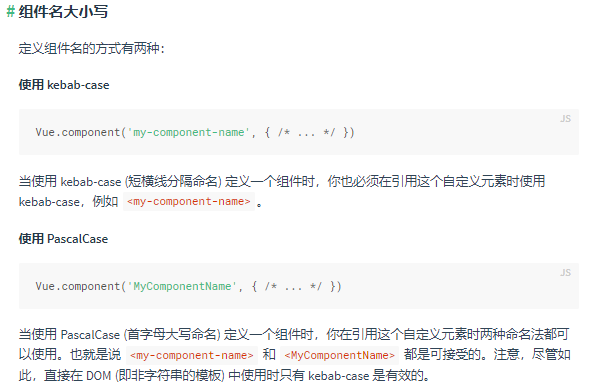 # 组件名大小写
定义组件名的方式有两种：
使用 kebab-case
JS
Vue.component('my-component-name', { /* ... */ })
当使用 kebab-case (短横线分隔命名) 定义一个组件时，你也必须在引用这个自定义元素时使用
kebab-case，例如 <my-component-name>。
使用 PascalCase
JS
Vue.component('MyComponentName', { /* ... */ })
当使用 PascalCase (首字母大写命名) 定义一个组件时，你在引用这个自定义元素时两种命名法都可
以使用。也就是说 <my-component-name> 和 <MyComponentName> 都是可接受的。注意，尽管如
此，直接在 DOM (即非字符串的模板) 中使用时只有 kebab-case 是有效的。